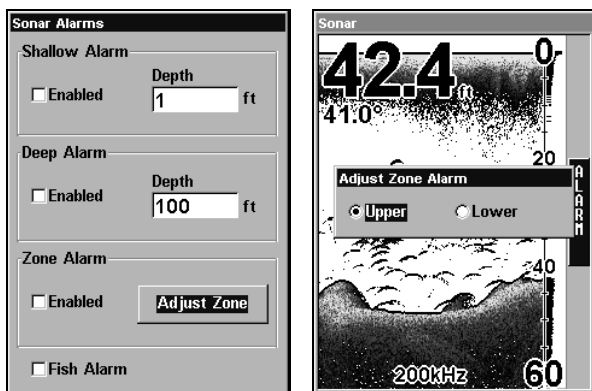 Sonar Alarms
Shallow Alarm
Enabled
Depth
1 ft
Deep Alarm
Enabled
Depth
100 ft
Zone Alarm
Enabled
Adjust Zone
Fish Alarm
Sonar
42.4 ft
41.0°
0
20
Adjust Zone Alarm
Upper
Lower
ALARM
40
200kHz
60